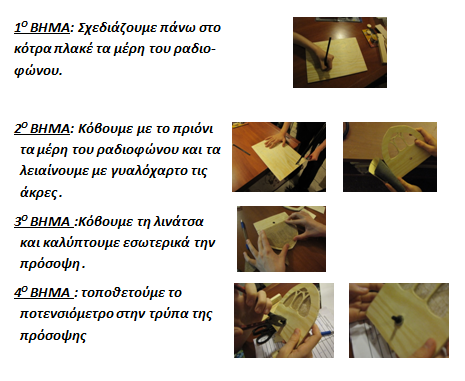 1Ο ΒΗΜΑ: Σχεδιάζουμε πάνω στο
κότρα πλακέ τα μέρη του ραδιο-
φώνου.
2Ο ΒΗΜΑ: Κόβουμε με το πριόνι
τα μέρη του ραδιοφώνου και τα
λειαίνουμε με γυαλόχαρτο τις
άκρες.
3Ο ΒΗΜΑ :Κόβουμε τη λινάτσα
και καλύπτουμε εσωτερικά την
πρόσοψη.
4Ο ΒΗΜΑ : τοποθετούμε το
ποτενσιόμετρο στην τρύπα της
πρόσοψης